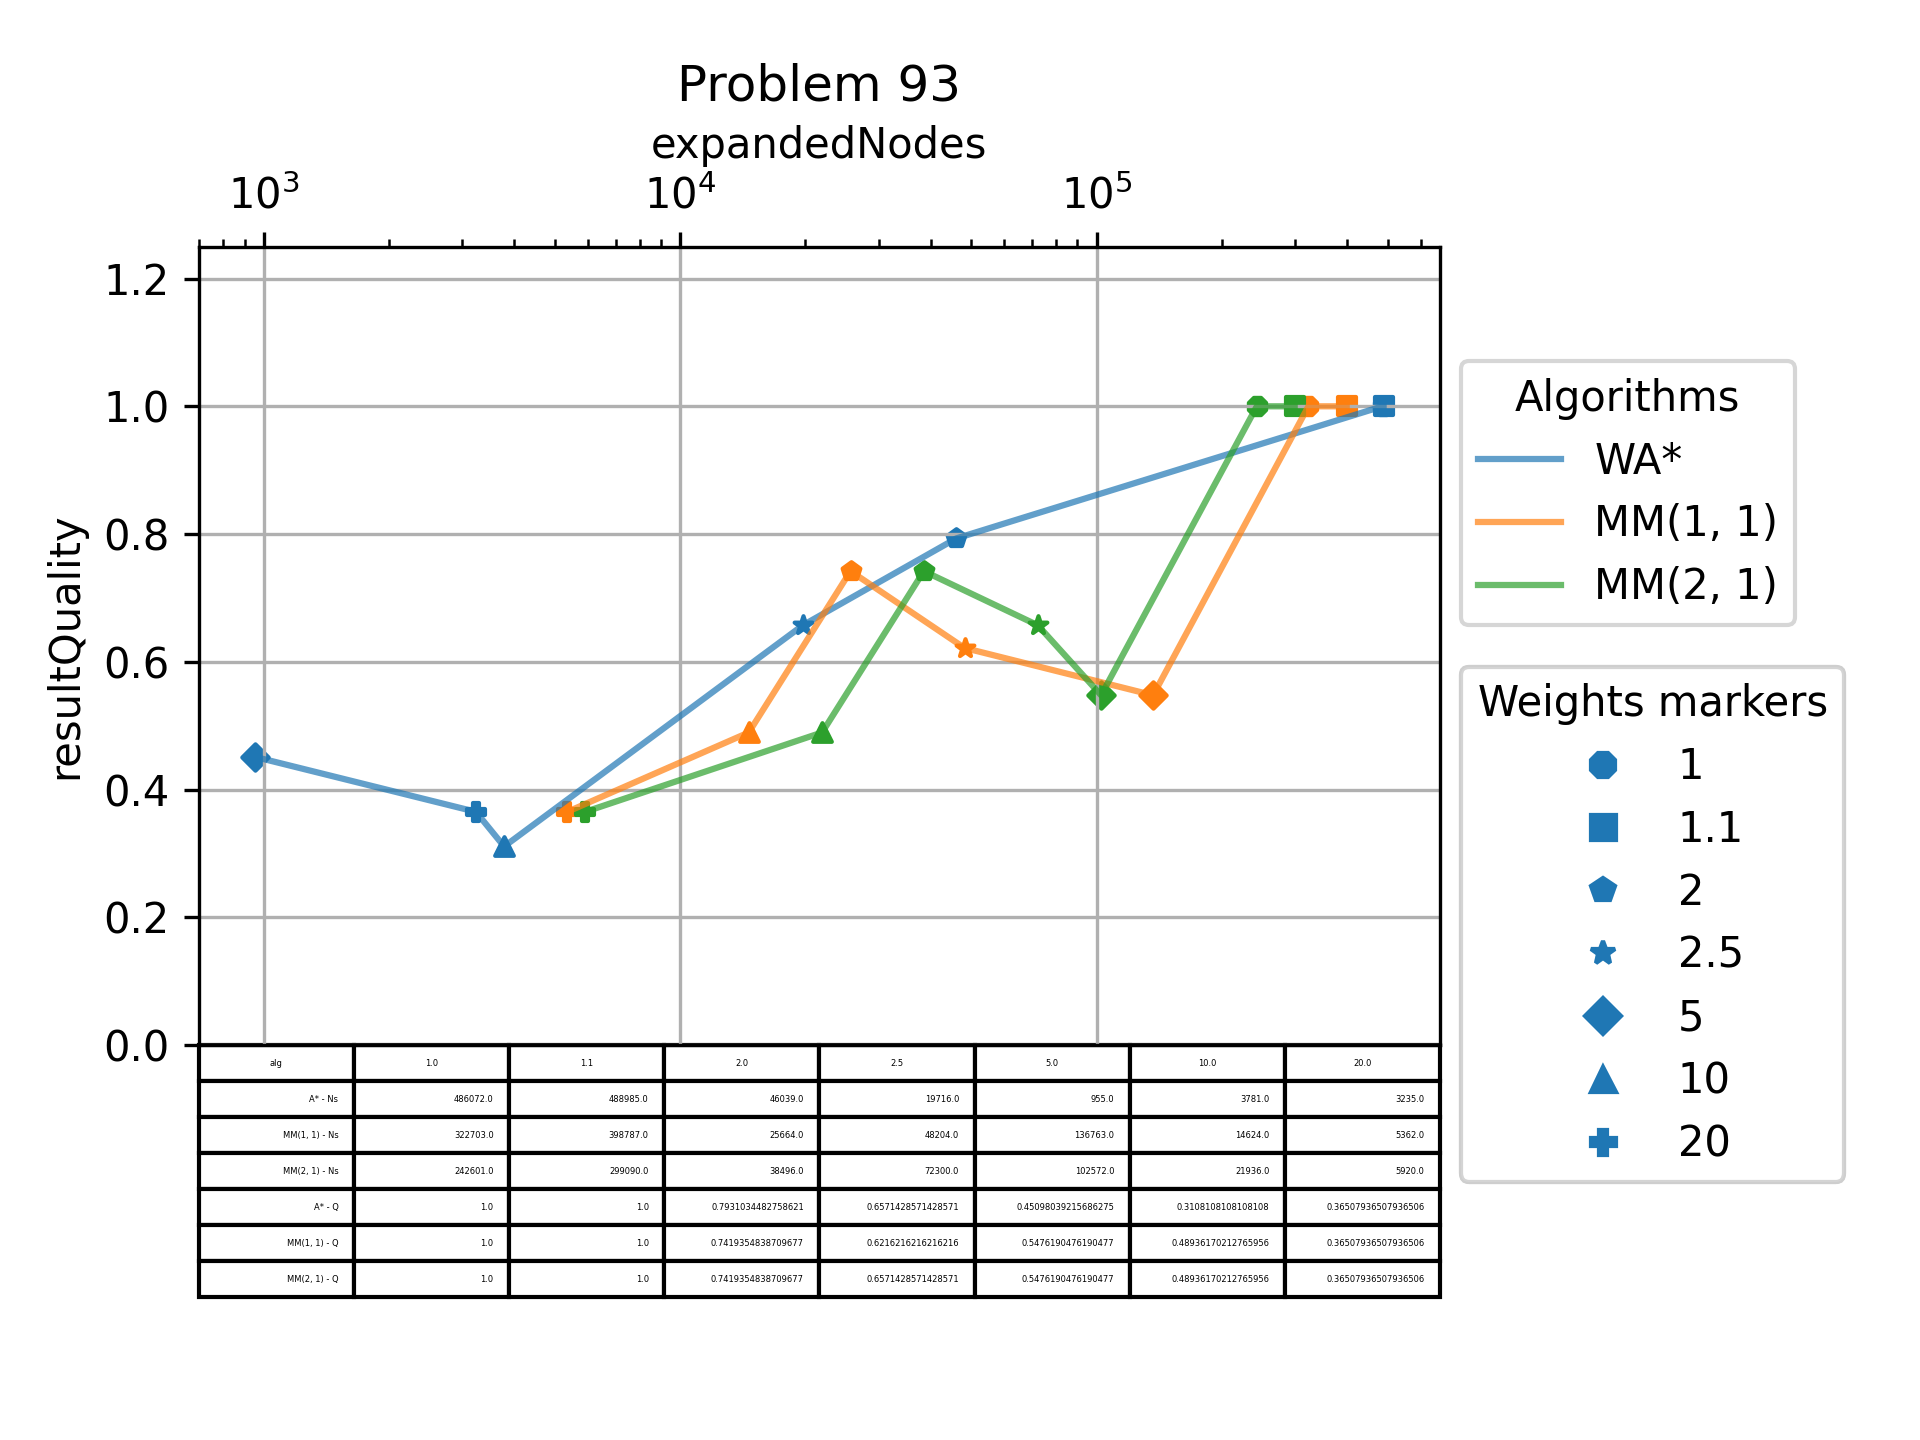 Problem 93
expandedNodes
10³ 10⁴ 10⁵
resultQuality
1.2
1.0
0.8
0.6
0.4
0.2
0.0
Algorithms
WA*
MM(1, 1)
MM(2, 1)
Weights markers
1
1.1
2
2.5
5
10
20
alg 1.0 1.1 2.0 2.5 5.0 10.0 20.0
A* - Ns 486072.0 488985.0 46039.0 19716.0 955.0 3781.0 3235.0
MM(1, 1) - Ns 322703.0 398787.0 25664.0 48204.0 136763.0 14624.0 5362.0
MM(2, 1) - Ns 242601.0 299090.0 38496.0 72300.0 102572.0 21936.0 5920.0
A* - Q 1.0 1.0 0.7931034482758621 0.6571428571428571 0.45098039215686275 0.3108108108108108 0.36507936507936506
MM(1, 1) - Q 1.0 1.0 0.7419354838709677 0.6216216216216216 0.5476190476190477 0.48936170212765956 0.36507936507936506
MM(2, 1) - Q 1.0 1.0 0.7419354838709677 0.6571428571428571 0.5476190476190477 0.48936170212765956 0.36507936507936506